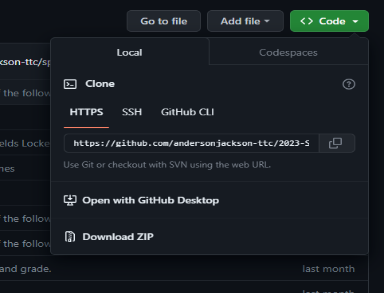 Go to file Add file <> Code
kson-ttc/sp
Local Codespaces
Clone
f the follow
HTTPS SSH GitHub CLI
https://github.com/andersonjackson-ttc/2023-S
elds Locke
Use Git or checkout with SVN using the web URL.
nes
Open with GitHub Desktop
f the follow
Download ZIP
f the follow
and grade. last month
last month